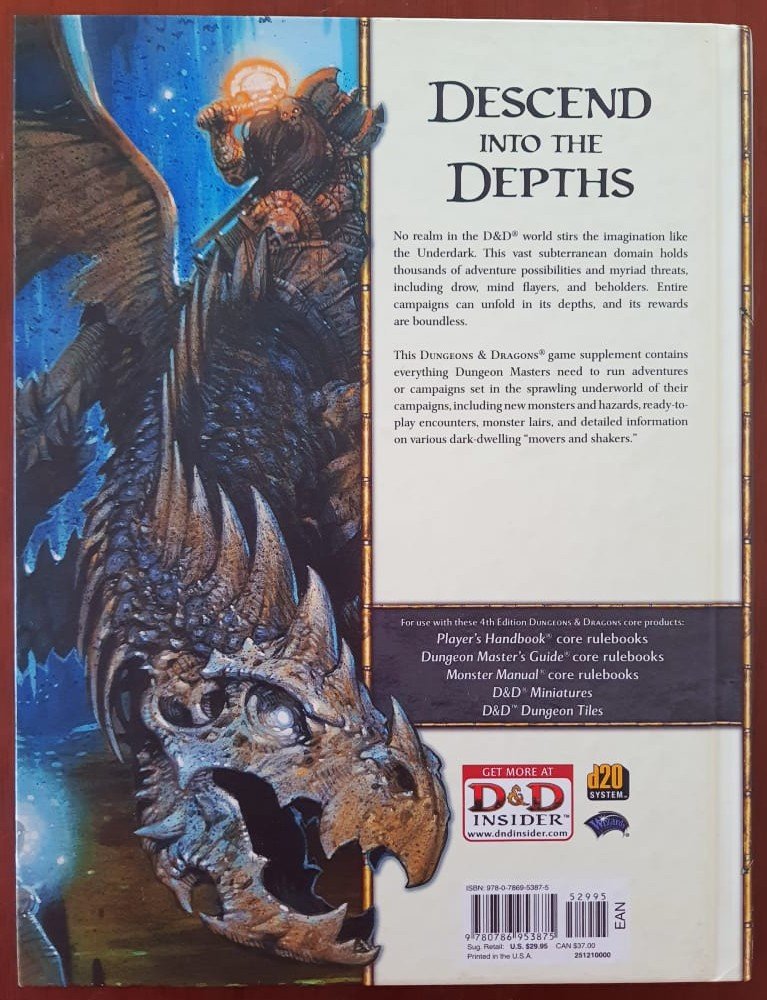 DESCEND
INTO THE
DEPTHS
No realm in the D&D® world stirs the imagination like
the Underdark. This vast subterranean domain holds
thousands of adventure possibilities and myriad threats,
including drow, mind flayers, and beholders. Entire
campaigns can unfold in its depths, and its rewards
are boundless.
This DUNGEONS & DRAGONS® game supplement contains
everything Dungeon Masters need to run adventures
or campaigns set in the sprawling underworld of their
campaigns, including new monsters and hazards, ready-to-
play encounters, monster lairs, and detailed information
on various dark-dwelling “movers and shakers.”
For use with these 4th Edition DUNGEONS & DRAGONS core products:
Player's Handbook® core rulebooks
Dungeon Master's Guide® core rulebooks
Monster Manual® core rulebooks
D&D® Miniatures
D&D™ Dungeon Tiles
GET MORE AT
D&D
INSIDER™
www.dndinsider.com
d20
SYSTEM™
Wizards
ISBN: 978-0-7869-5387-5
52995
EAN
9 780786 953875
Sug. Retail: U.S. $29.95 CAN $37.00
Printed in the U.S.A. 251210000